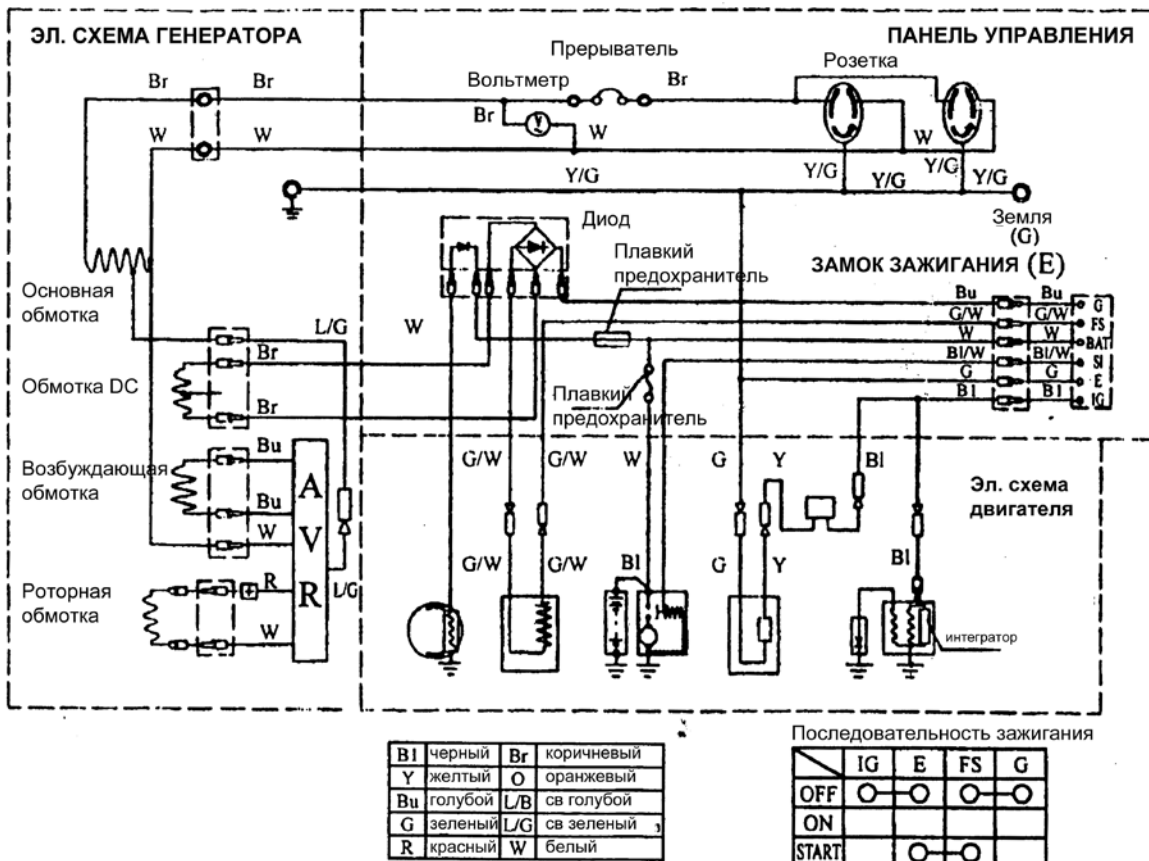 ЭЛ. СХЕМА ГЕНЕРАТОРА
ПАНЕЛЬ УПРАВЛЕНИЯ
Прерыватель
Розетка
Вольтметр
Br
Br
Br
Br
V
W
W
W
W
Y/G
Y/G
Y/G
Y/G
Y/G
Земля
(G)
Диод
Плавкий
предохранитель
ЗАМОК ЗАЖИГАНИЯ (E)
Основная
обмотка
L/G
W
Bu
Bu
G
G/W
G/W
FS
W
W
BAT
Bl/W
Bl/W
SI
G
G
E
Bl
Bl
IG
Br
Обмотка DC
Br
Плавкий
предохранитель
Возбуждающая
обмотка
Bu
Bu
W
A
V
R
G/W
G/W
W
G
Y
Bl
Эл. схема
двигателя
G/W
G/W
Bl
G
Y
Bl
Роторная
обмотка
R
W
L/G
интегратор
Bl черный Br коричневый
Y желтый O оранжевый
Bu голубой L/B св голубой
G зеленый L/G св зеленый
R красный W белый
Последовательность зажигания
IG E FS G
OFF
ON
START